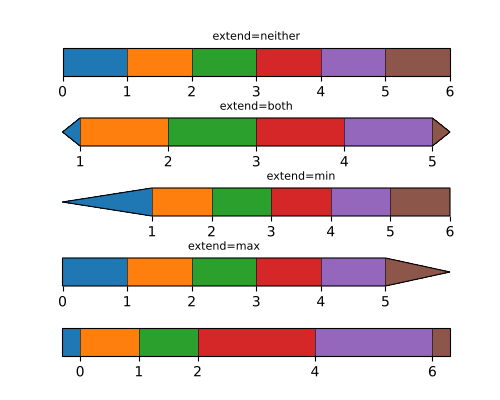 extend=neither
0 1 2 3 4 5 6
extend=both
1 2 3 4 5
extend=min
1 2 3 4 5 6
extend=max
0 1 2 3 4 5
0 1 2 4 6